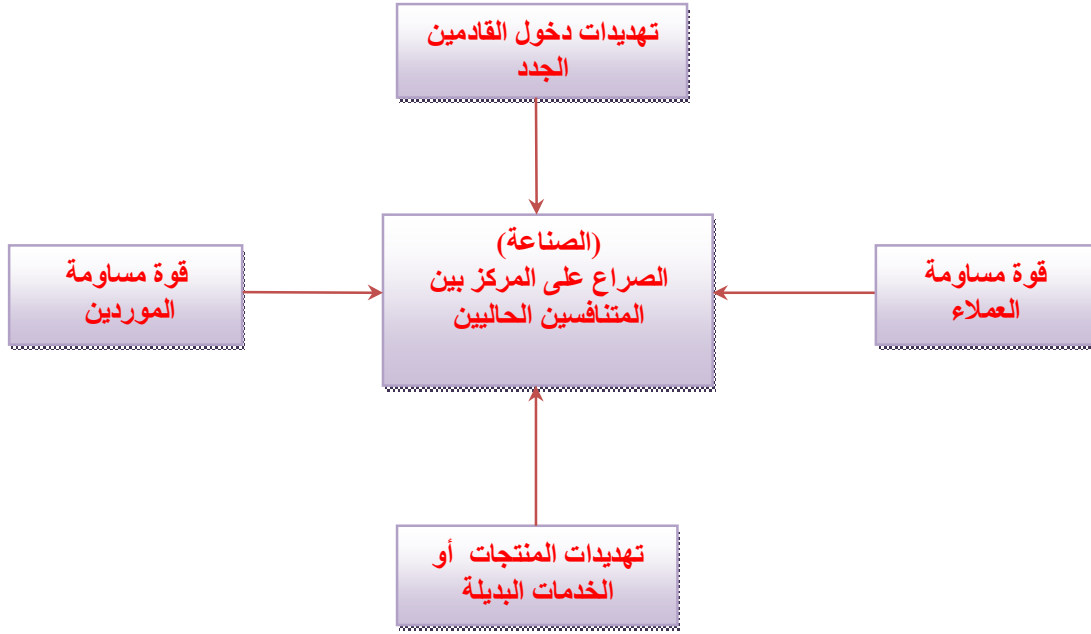 تهديدات دخول القادمين
الجدد
(الصناعة)
الصراع على المركز بين
المتنافسين الحاليين
قوة مساومة
العملاء
قوة مساومة
الموردين
تهديدات المنتجات أو
الخدمات البديلة